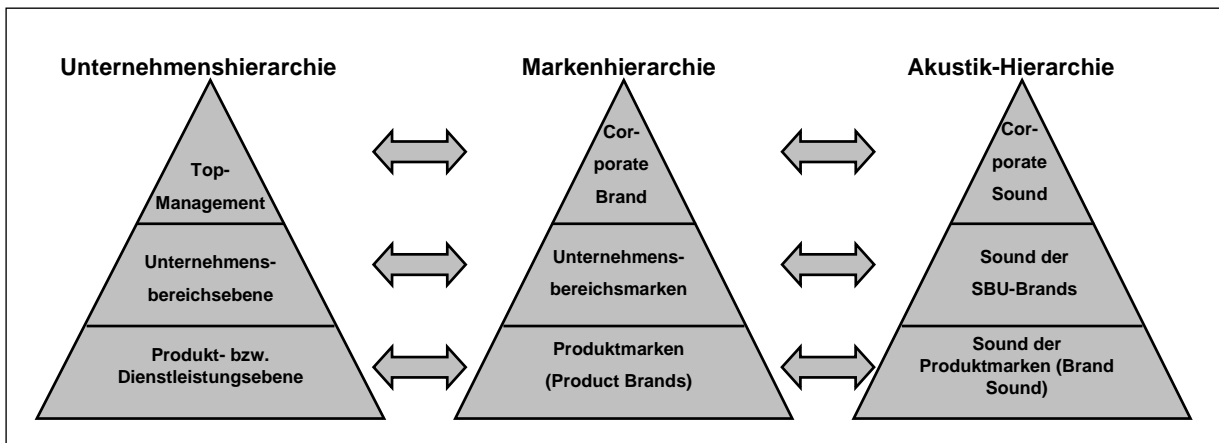 Unternehmenshierarchie
Markenhierarchie
Akustik-Hierarchie
Top-
Management
Unternehmens-
bereichsebene
Produkt- bzw.
Dienstleistungsebene
Cor-
porate
Brand
Unternehmens-
bereichsmarken
Produktmarken
(Product Brands)
Cor-
porate
Sound
Sound der
SBU-Brands
Sound der
Produktmarken (Brand
Sound)